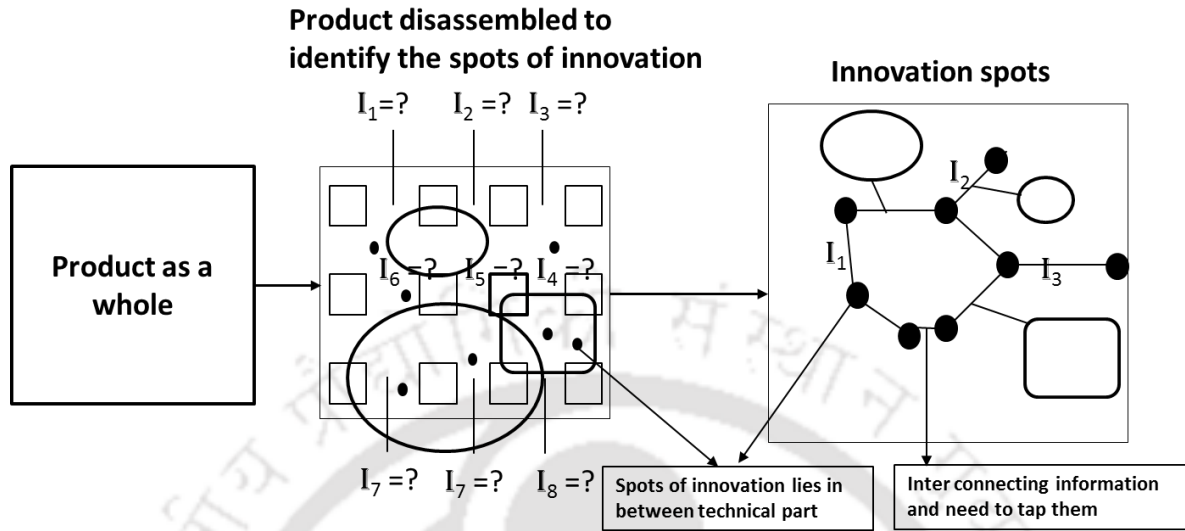 Product disassembled to
identify the spots of innovation
Innovation spots
I₁=? I₂ =? I₃ =?
Product as a
whole
I₆ =? I₅ =? I₄ =?
I₂
I₁
I₃
I₇ =? I₇ =? I₈ =?
Spots of innovation lies in
between technical part
Inter connecting information
and need to tap them